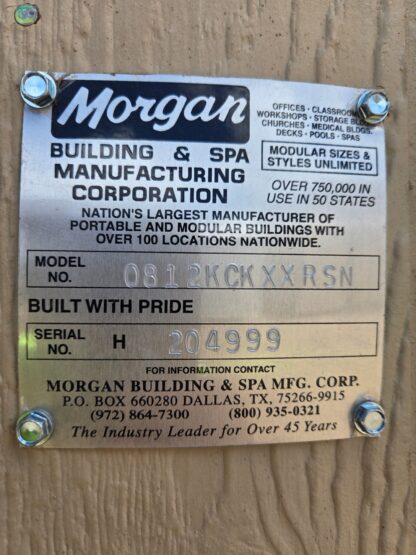 Morgan
BUILDING & SPA
MANUFACTURING
CORPORATION
OFFICES · CLASSROOMS
WORKSHOPS · STORAGE BLDGS.
CHURCHES · MEDICAL BLDGS.
DECKS · POOLS · SPAS
MODULAR SIZES &
STYLES UNLIMITED
OVER 750,000 IN
USE IN 50 STATES
NATION'S LARGEST MANUFACTURER OF
PORTABLE AND MODULAR BUILDINGS WITH
OVER 100 LOCATIONS NATIONWIDE.
MODEL
NO. 0812KCKXXRSN
BUILT WITH PRIDE
SERIAL
NO. H 204999
FOR INFORMATION CONTACT
MORGAN BUILDING & SPA MFG. CORP.
P.O. BOX 660280 DALLAS, TX, 75266-9915
(972) 864-7300 (800) 935-0321
The Industry Leader for Over 45 Years